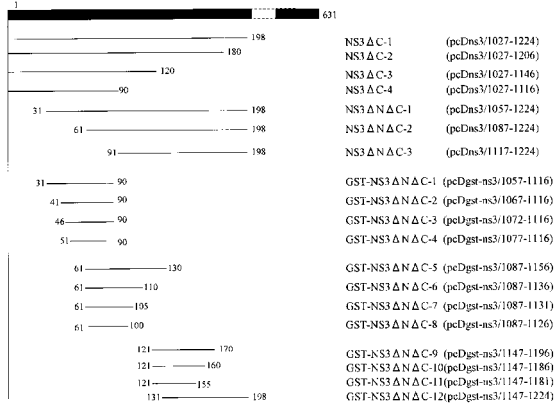 1
631
198 NS3ΔC-1 (pcDns3/1027-1224)
180 NS3ΔC-2 (pcDns3/1027-1206)
120 NS3ΔC-3 (pcDns3/1027-1146)
90 NS3ΔC-4 (pcDns3/1027-1116)
31 198 NS3ΔNΔC-1 (pcDns3/1057-1224)
61 198 NS3ΔNΔC-2 (pcDns3/1087-1224)
91 198 NS3ΔNΔC-3 (pcDns3/1117-1224)
31 90 GST-NS3ΔNΔC-1 (pcDgst-ns3/1057-1116)
41 90 GST-NS3ΔNΔC-2 (pcDgst-ns3/1067-1116)
46 90 GST-NS3ΔNΔC-3 (pcDgst-ns3/1072-1116)
51 90 GST-NS3ΔNΔC-4 (pcDgst-ns3/1077-1116)
61 130 GST-NS3ΔNΔC-5 (pcDgst-ns3/1087-1156)
61 110 GST-NS3ΔNΔC-6 (pcDgst-ns3/1087-1136)
61 105 GST-NS3ΔNΔC-7 (pcDgst-ns3/1087-1131)
61 100 GST-NS3ΔNΔC-8 (pcDgst-ns3/1087-1126)
121 170 GST-NS3ΔNΔC-9 (pcDgst-ns3/1147-1196)
121 160 GST-NS3ΔNΔC-10(pcDgst-ns3/1147-1186)
121 155 GST-NS3ΔNΔC-11(pcDgst-ns3/1147-1181)
131 198 GST-NS3ΔNΔC-12(pcDgst-ns3/1147-1224)